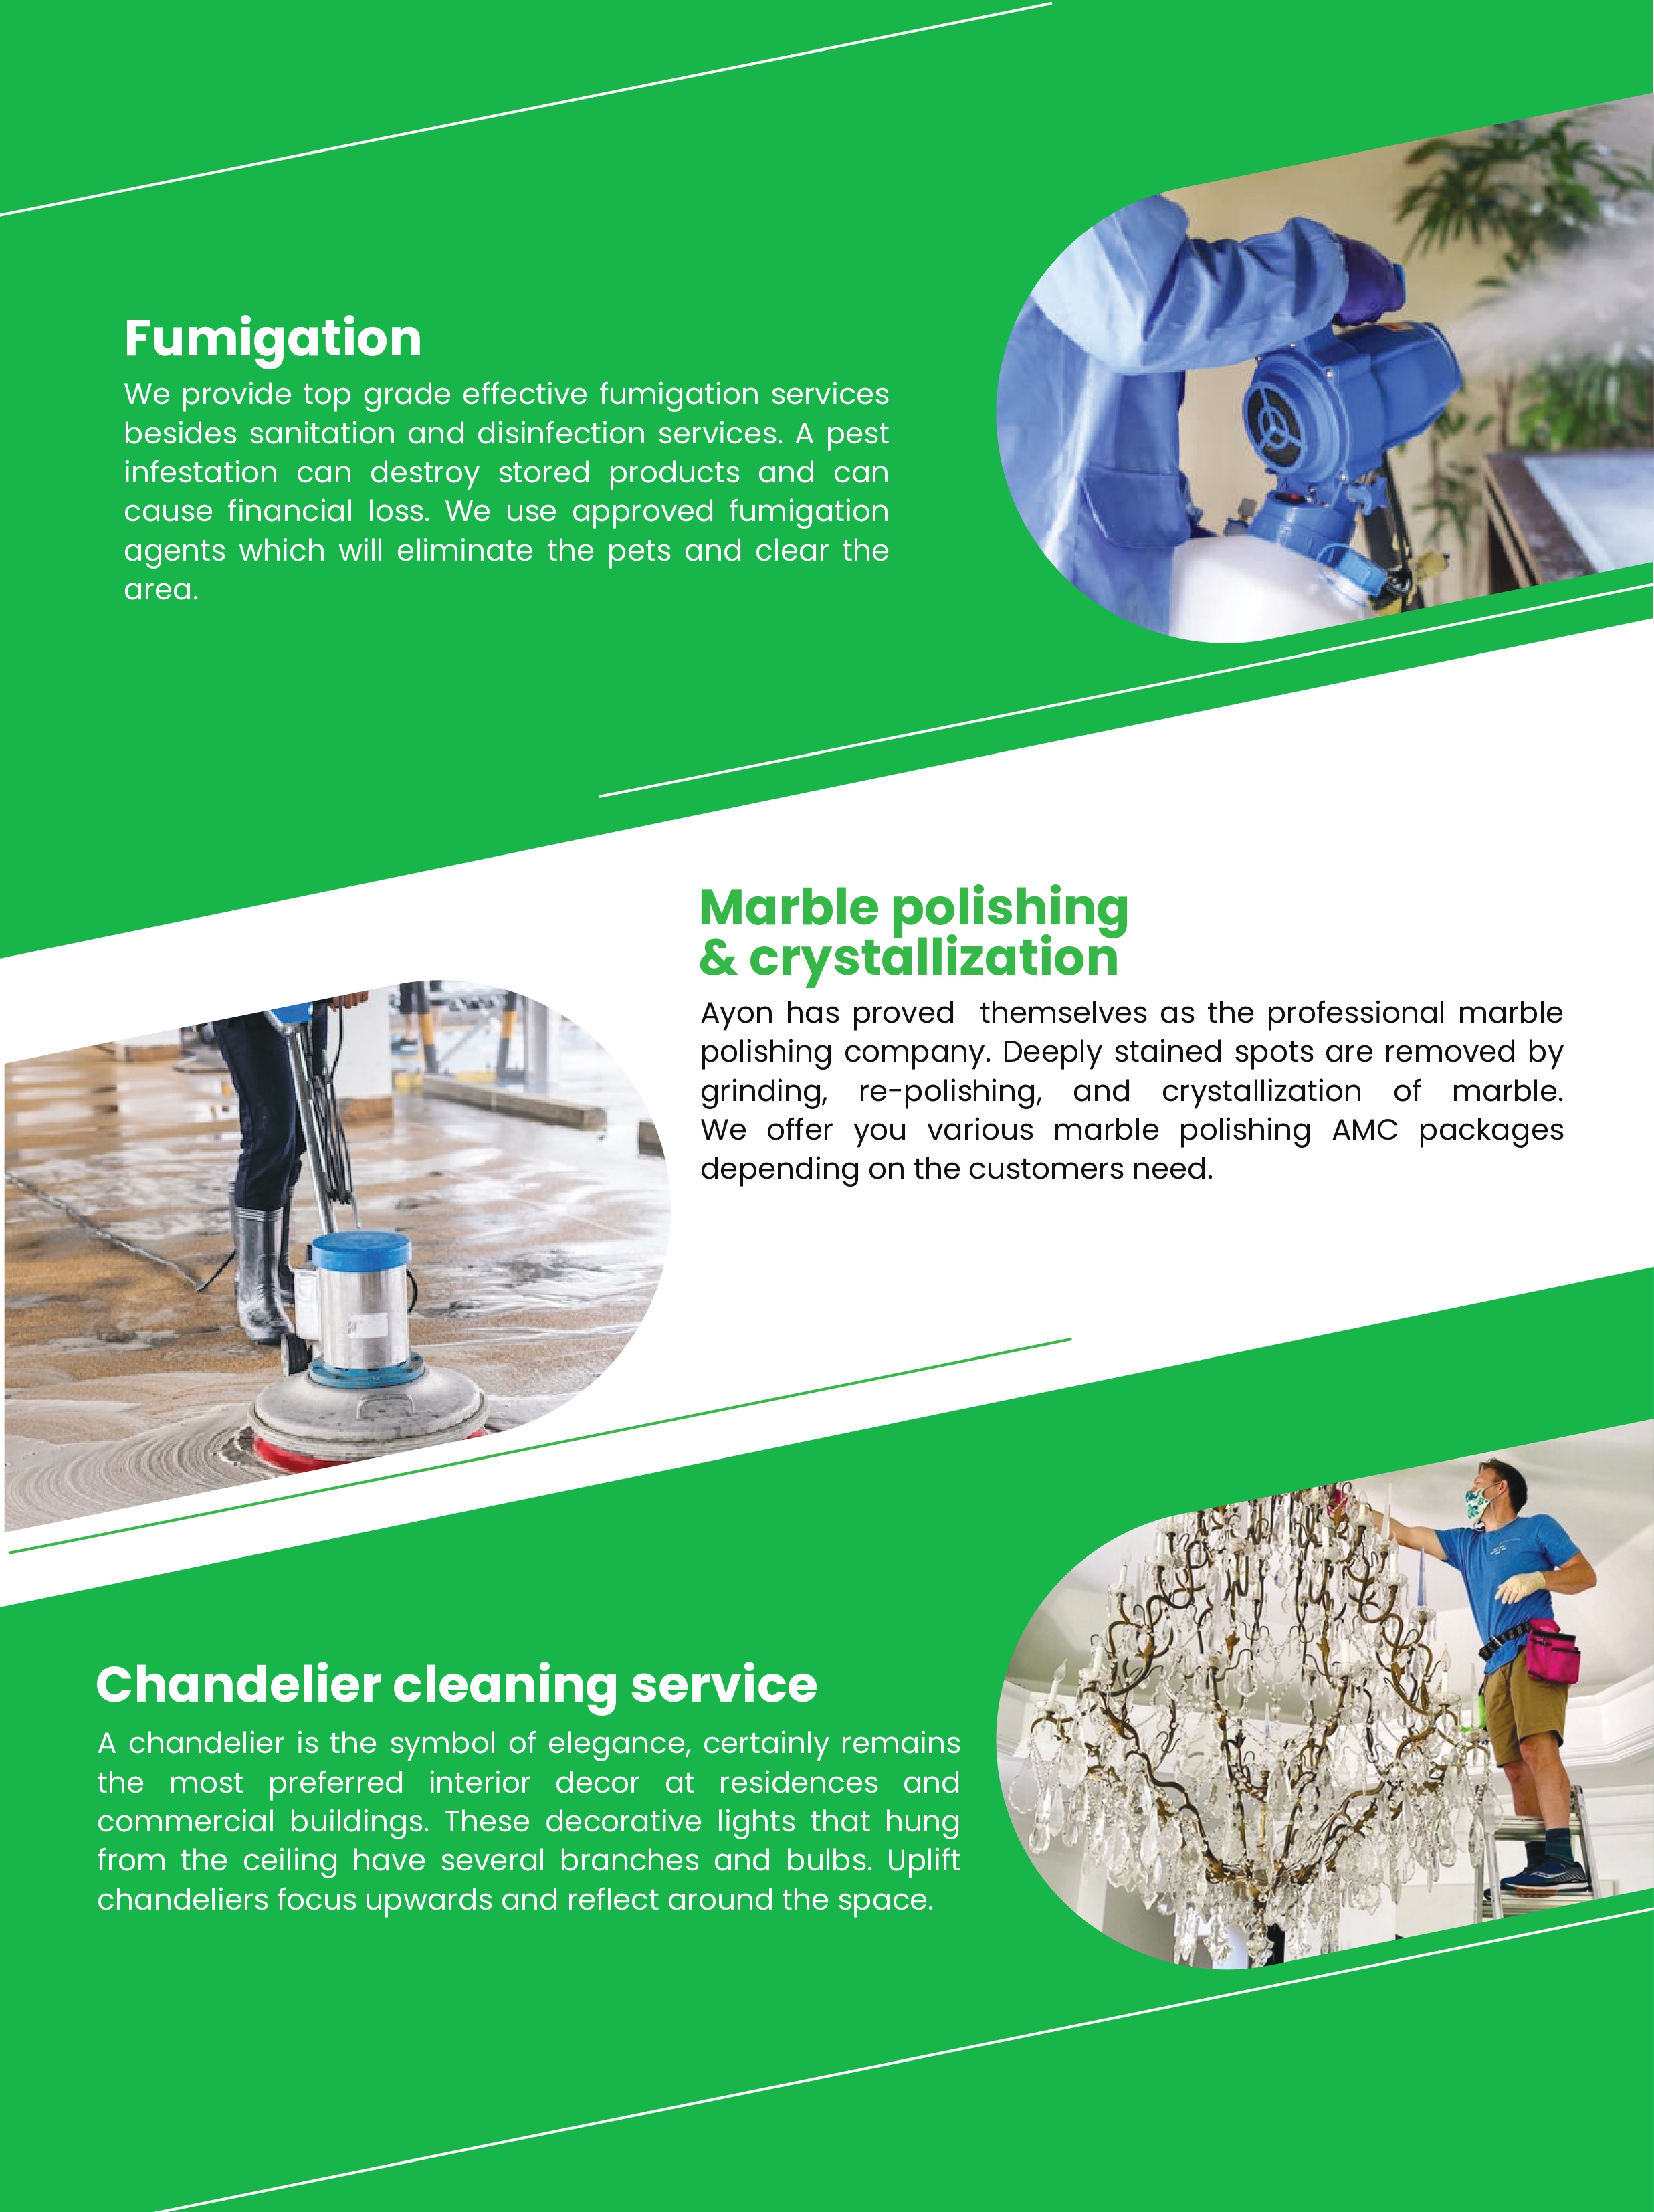 Fumigation
We provide top grade effective fumigation services
besides sanitation and disinfection services. A pest
infestation can destroy stored products and can
cause financial loss. We use approved fumigation
agents which will eliminate the pets and clear the
area.
Marble polishing
& crystallization
Ayon has proved  themselves as the professional marble
polishing company. Deeply stained spots are removed by
grinding, re-polishing, and crystallization of marble.
We offer you various marble polishing AMC packages
depending on the customers need.
Chandelier cleaning service
A chandelier is the symbol of elegance, certainly remains
the most preferred interior decor at residences and
commercial buildings. These decorative lights that hung
from the ceiling have several branches and bulbs. Uplift
chandeliers focus upwards and reflect around the space.